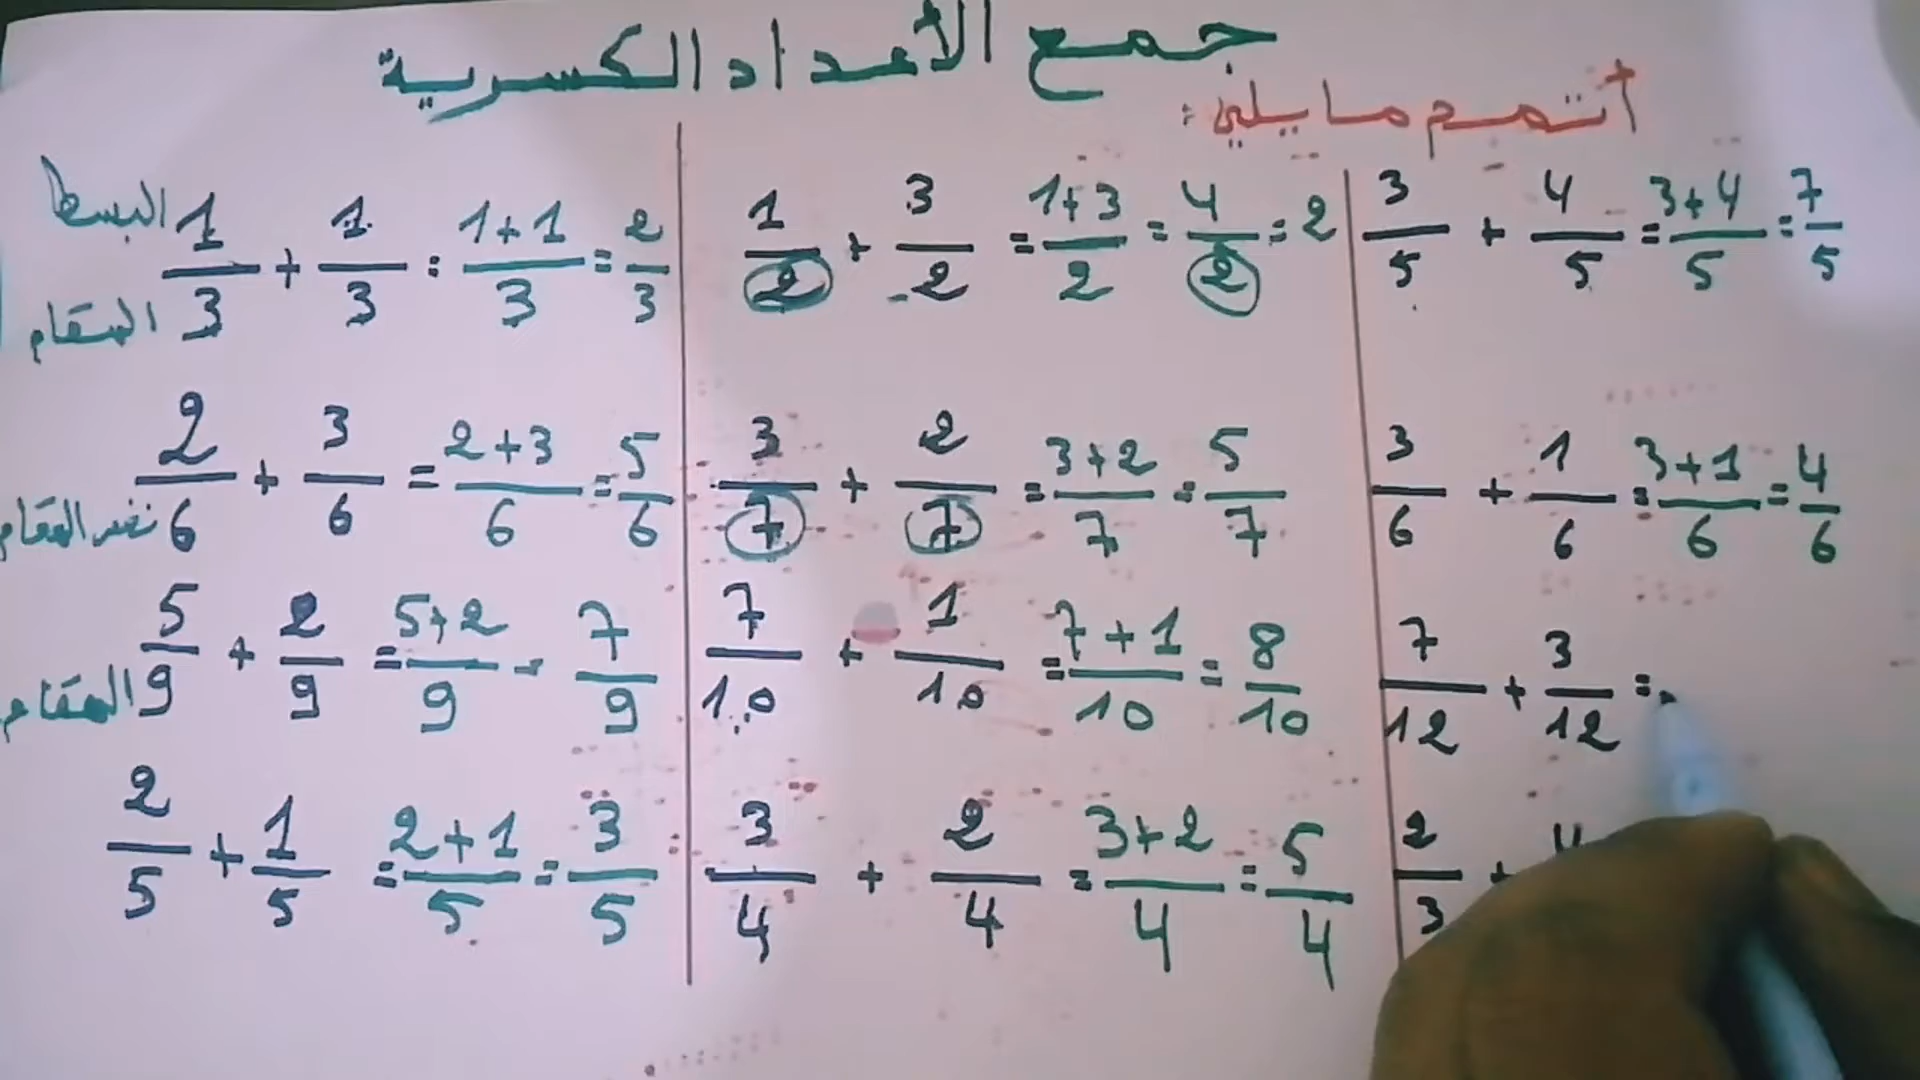 جمع الأعداد الكسرية
أتمم ما يلي :
البسط
المقام
1/3 + 1/3 = 1+1/3 = 2/3
1/2 + 3/2 = 1+3/2 = 4/2 = 2
3/5 + 4/5 = 3+4/5 = 7/5
نفس المقام
2/6 + 3/6 = 2+3/6 = 5/6
3/7 + 2/7 = 3+2/7 = 5/7
3/6 + 1/6 = 3+1/6 = 4/6
المقام
5/9 + 2/9 = 5+2/9 = 7/9
7/10 + 1/10 = 7+1/10 = 8/10
7/12 + 3/12 =
2/5 + 1/5 = 2+1/5 = 3/5
3/4 + 2/4 = 3+2/4 = 5/4
2/3 +